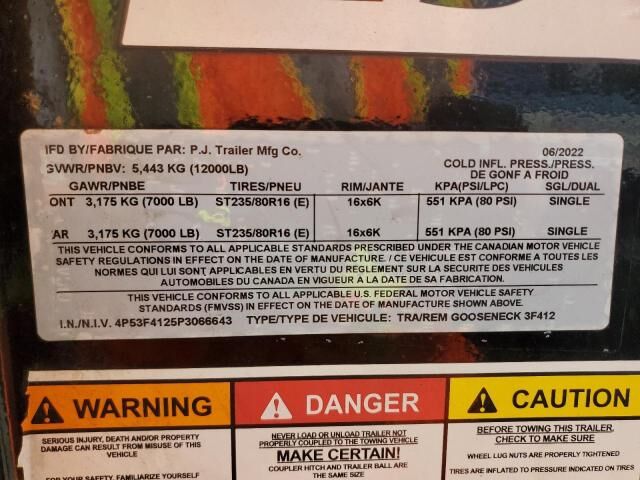 MFD BY/FABRIQUE PAR: P.J. Trailer Mfg Co. 06/2022
GVWR/PNBV: 5,443 KG (12000LB) COLD INFL. PRESS./PRESS. DE GONF A FROID
GAWR/PNBE TIRES/PNEU RIM/JANTE KPA(PSI/LPC) SGL/DUAL
ONT 3,175 KG (7000 LB) ST235/80R16 (E) 16x6K 551 KPA (80 PSI) SINGLE
AR 3,175 KG (7000 LB) ST235/80R16 (E) 16x6K 551 KPA (80 PSI) SINGLE
THIS VEHICLE CONFORMS TO ALL APPLICABLE STANDARDS PRESCRIBED UNDER THE CANADIAN MOTOR VEHICLE
SAFETY REGULATIONS IN EFFECT ON THE DATE OF MANUFACTURE. / CE VEHICULE EST CONFORME A TOUTES LES
NORMES QUI LUI SONT APPLICABLES EN VERTU DU REGLEMENT SUR LA SECURITE DES VEHICULES
AUTOMOBILES DU CANADA EN VIGUEUR A LA DATE DE SA FABRICATION.
THIS VEHICLE CONFORMS TO ALL APPLICABLE U.S. FEDERAL MOTOR VEHICLE SAFETY
STANDARDS (FMVSS) IN EFFECT ON THE DATE OF MANUFACTURE SHOWN ABOVE.
I.N./N.I.V. 4P53F4125P3066643 TYPE/TYPE DE VEHICULE: TRA/REM GOOSENECK 3F412
WARNING
SERIOUS INJURY, DEATH AND/OR PROPERTY
DAMAGE CAN RESULT FROM MISUSE OF THIS
VEHICLE
FOR YOUR SAFETY, FAMILIARIZE YOURSELF
DANGER
NEVER LOAD OR UNLOAD TRAILER NOT
PROPERLY COUPLED TO THE TOWING VEHICLE
MAKE CERTAIN!
COUPLER HITCH AND TRAILER BALL ARE
THE SAME SIZE
CAUTION
BEFORE TOWING THIS TRAILER,
CHECK TO MAKE SURE
WHEEL LUG NUTS ARE PROPERLY TIGHTENED
TIRES ARE INFLATED TO PRESSURE INDICATED ON TIRES